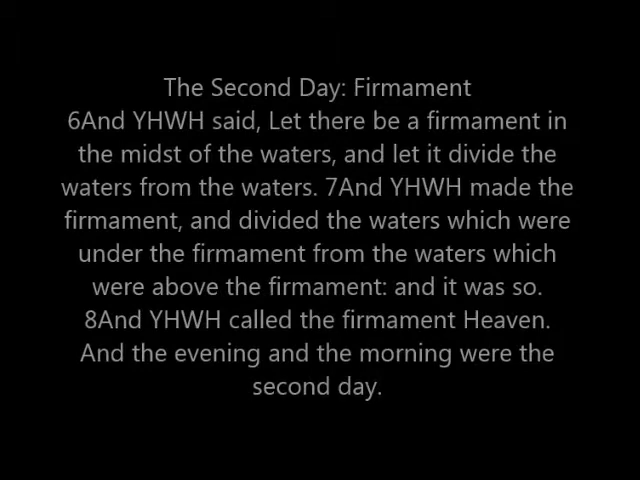 The Second Day: Firmament
6And YHWH said, Let there be a firmament in
the midst of the waters, and let it divide the
waters from the waters. 7And YHWH made the
firmament, and divided the waters which were
under the firmament from the waters which
were above the firmament: and it was so.
8And YHWH called the firmament Heaven.
And the evening and the morning were the
second day.